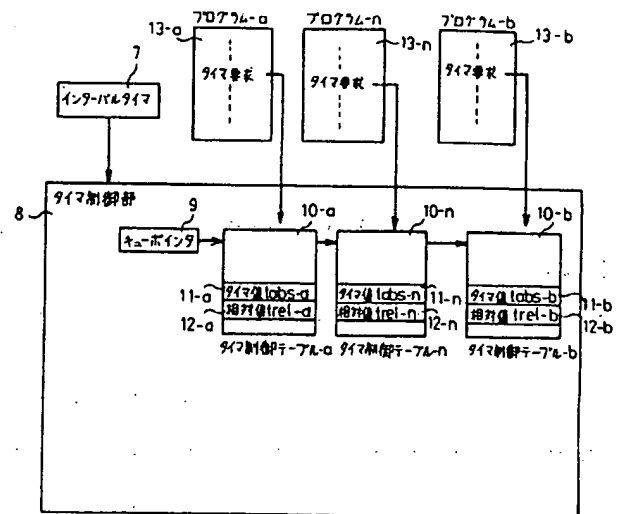 プログラム-a
プログラム-n
プログラム-b
13-a
13-n
13-b
タイマ要求
タイマ要求
タイマ要求
7
インターバルタイマ
8
タイマ制御部
9
キューポインタ
10-a
10-n
10-b
11-a
タイマ値 tabs-a
タイマ値 tabs-n
11-n
タイマ値 tabs-b
11-b
12-a
相対値 trel-a
相対値 trel-n
12-n
相対値 trel-b
12-b
タイマ制御テーブル-a
タイマ制御テーブル-n
タイマ制御テーブル-b